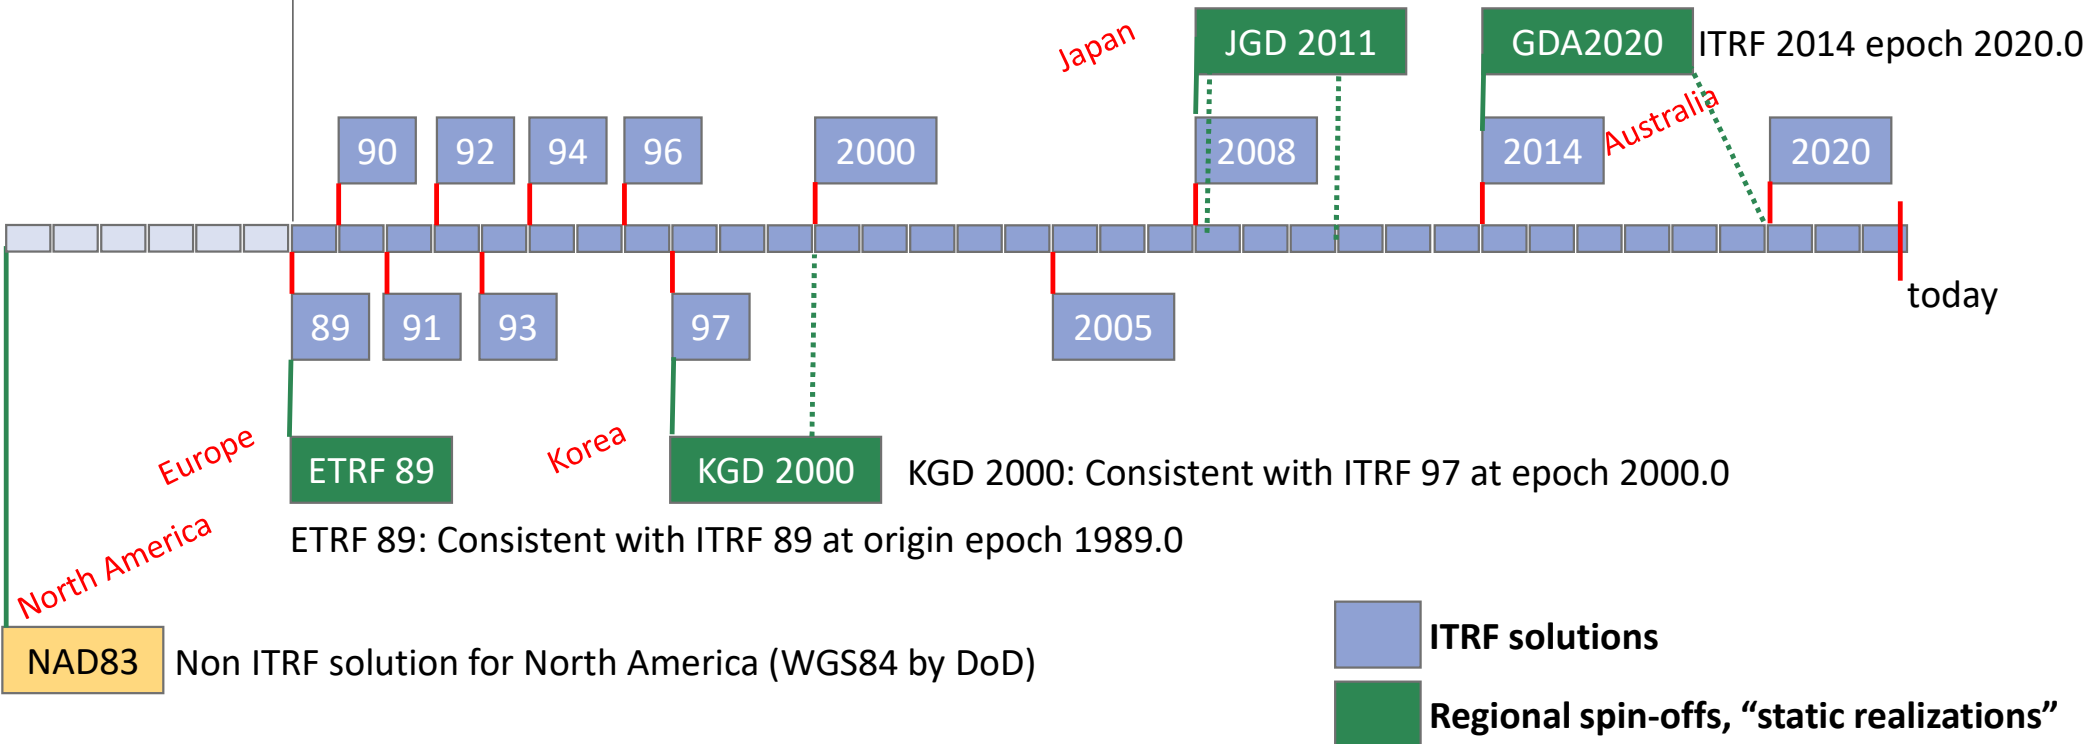 Japan
JGD 2011
GDA2020
ITRF 2014 epoch 2020.0
Australia
90
92
94
96
2000
2008
2014
2020
today
89
91
93
97
2005
Europe
ETRF 89
Korea
KGD 2000
KGD 2000: Consistent with ITRF 97 at epoch 2000.0
ETRF 89: Consistent with ITRF 89 at origin epoch 1989.0
North America
NAD83
Non ITRF solution for North America (WGS84 by DoD)
ITRF solutions
Regional spin-offs, “static realizations”